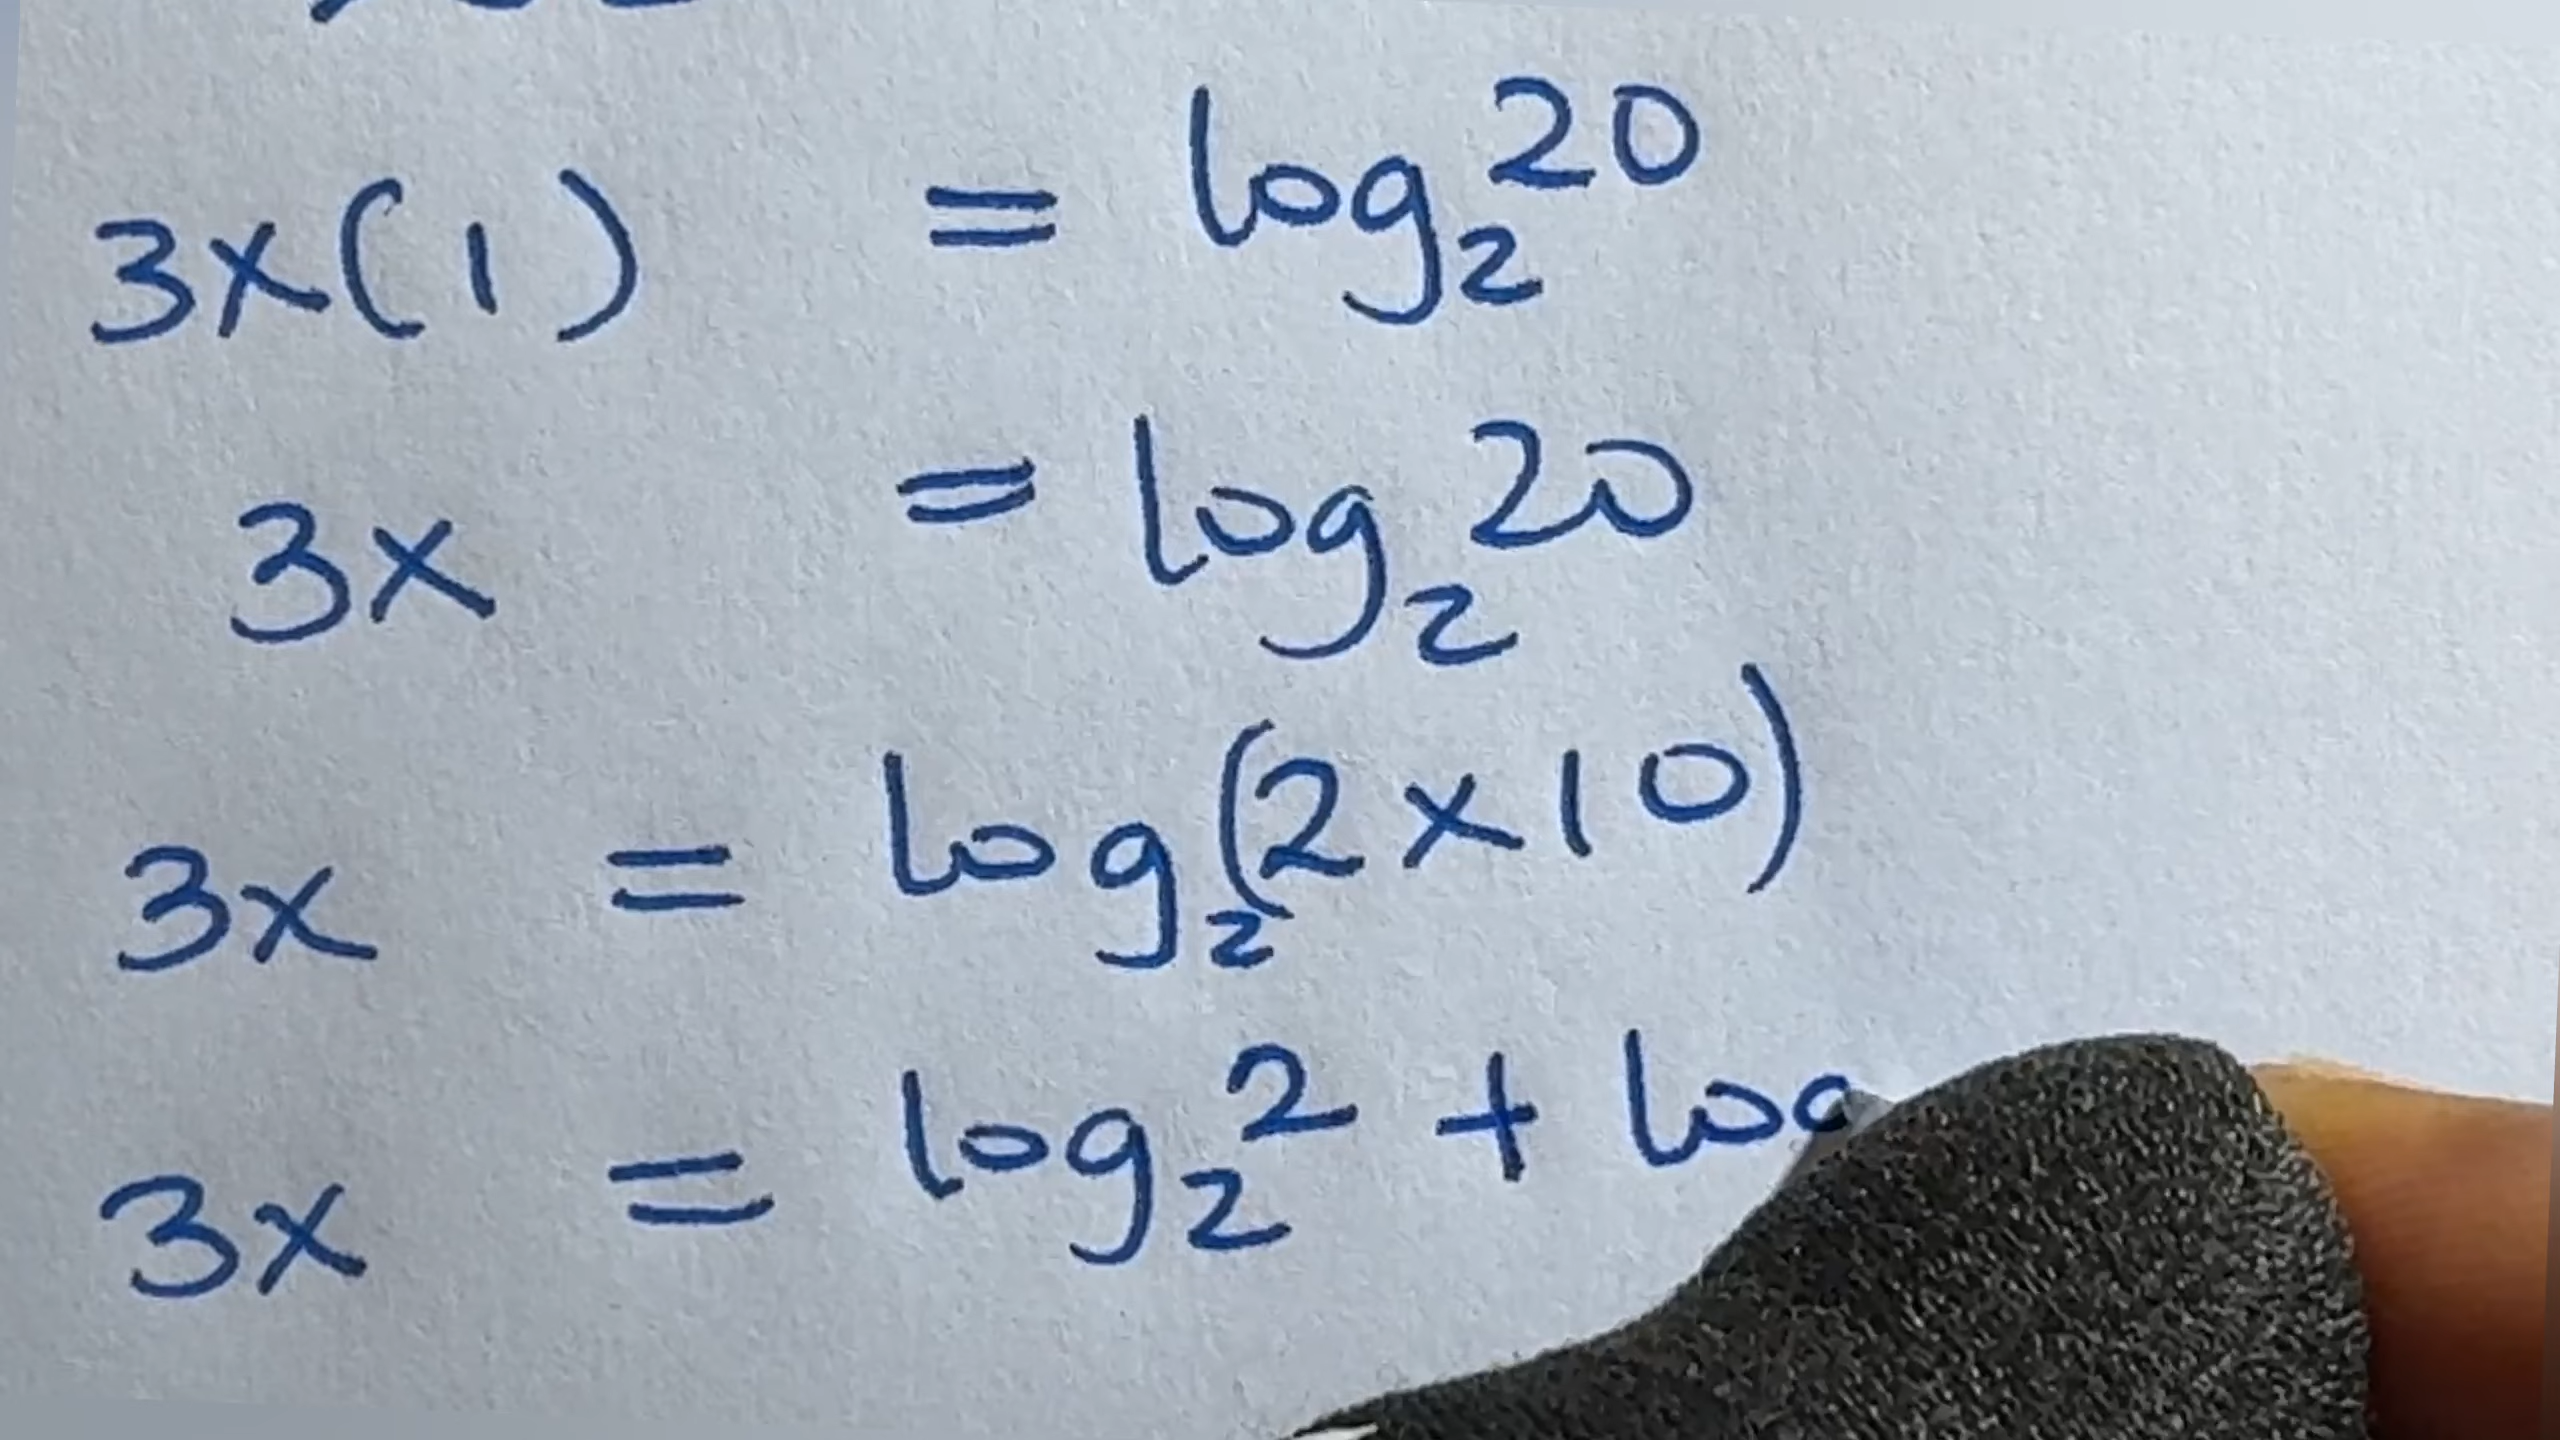 3x(1) = log₂20
3x = log₂20
3x = log₂(2×10)
3x = log₂2 + lo